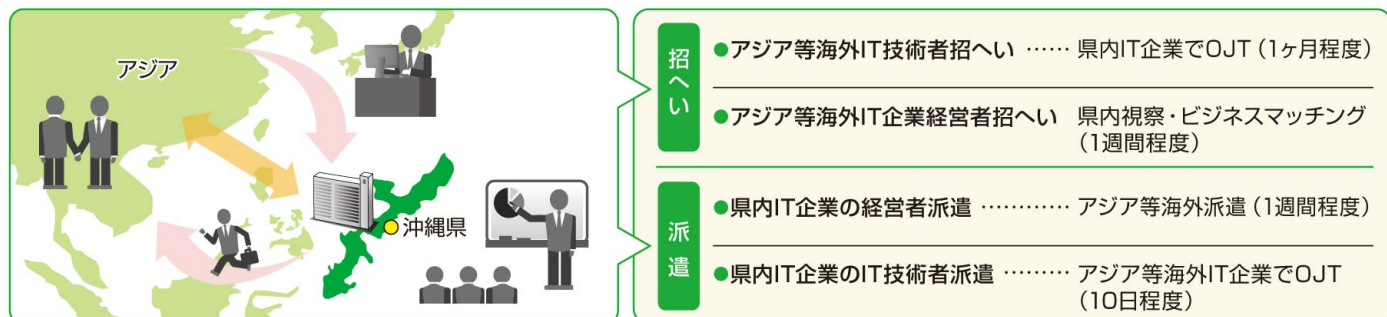 アジア
沖縄県
招へい
●アジア等海外IT技術者招へい …… 県内IT企業でOJT（1ヶ月程度）
●アジア等海外IT企業経営者招へい 県内視察・ビジネスマッチング
（1週間程度）
派遣
●県内IT企業の経営者派遣 ………… アジア等海外派遣（1週間程度）
●県内IT企業のIT技術者派遣 ……… アジア等海外IT企業でOJT
（10日程度）